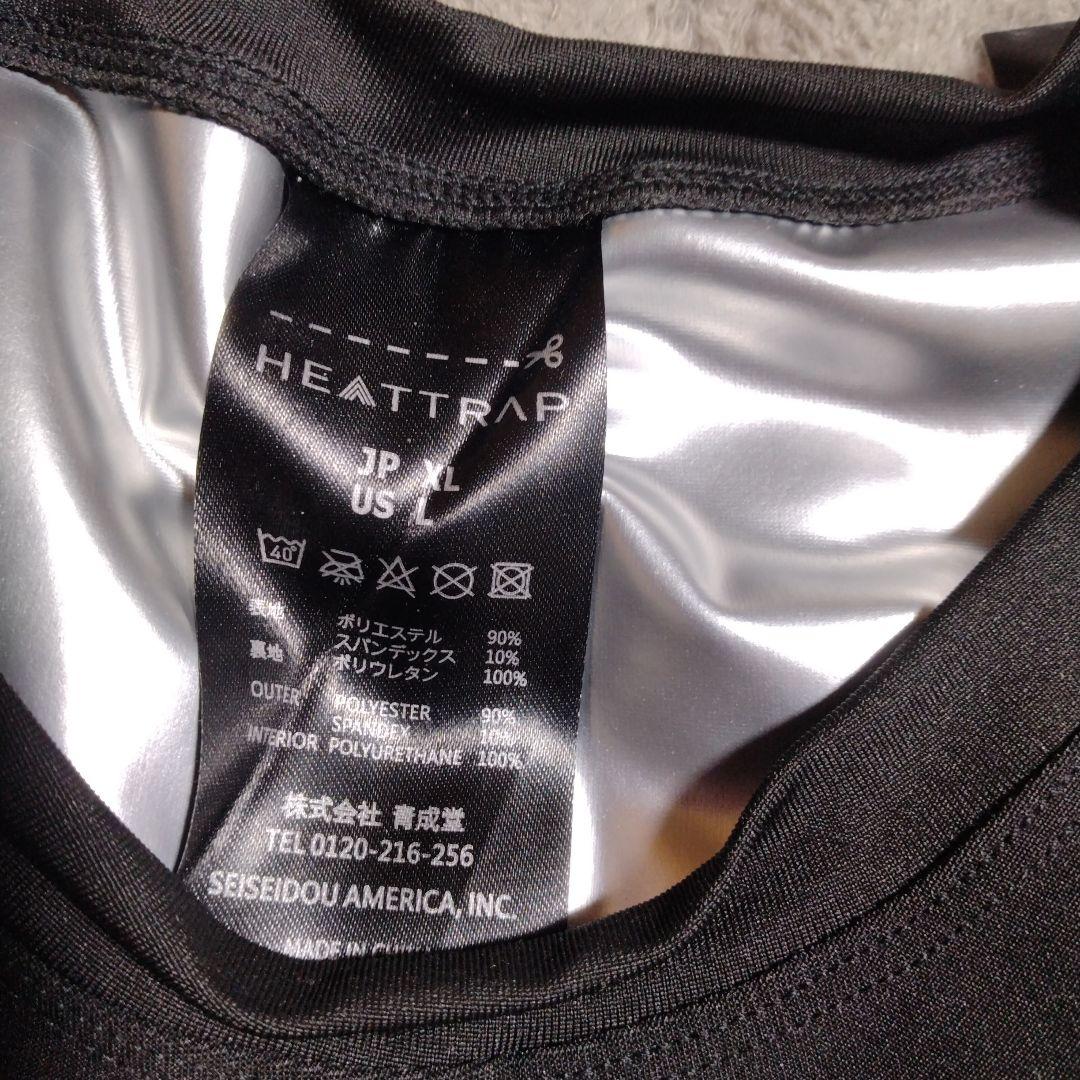 HEATTRAP
JP XL
US L
40°
表地 ポリエステル 90%
スパンデックス 10%
裏地 ポリウレタン 100%
OUTER POLYESTER 90%
SPANDEX 10%
INTERIOR POLYURETHANE 100%
株式会社 青成堂
TEL 0120-216-256
SEISEIDOU AMERICA, INC.
MADE IN